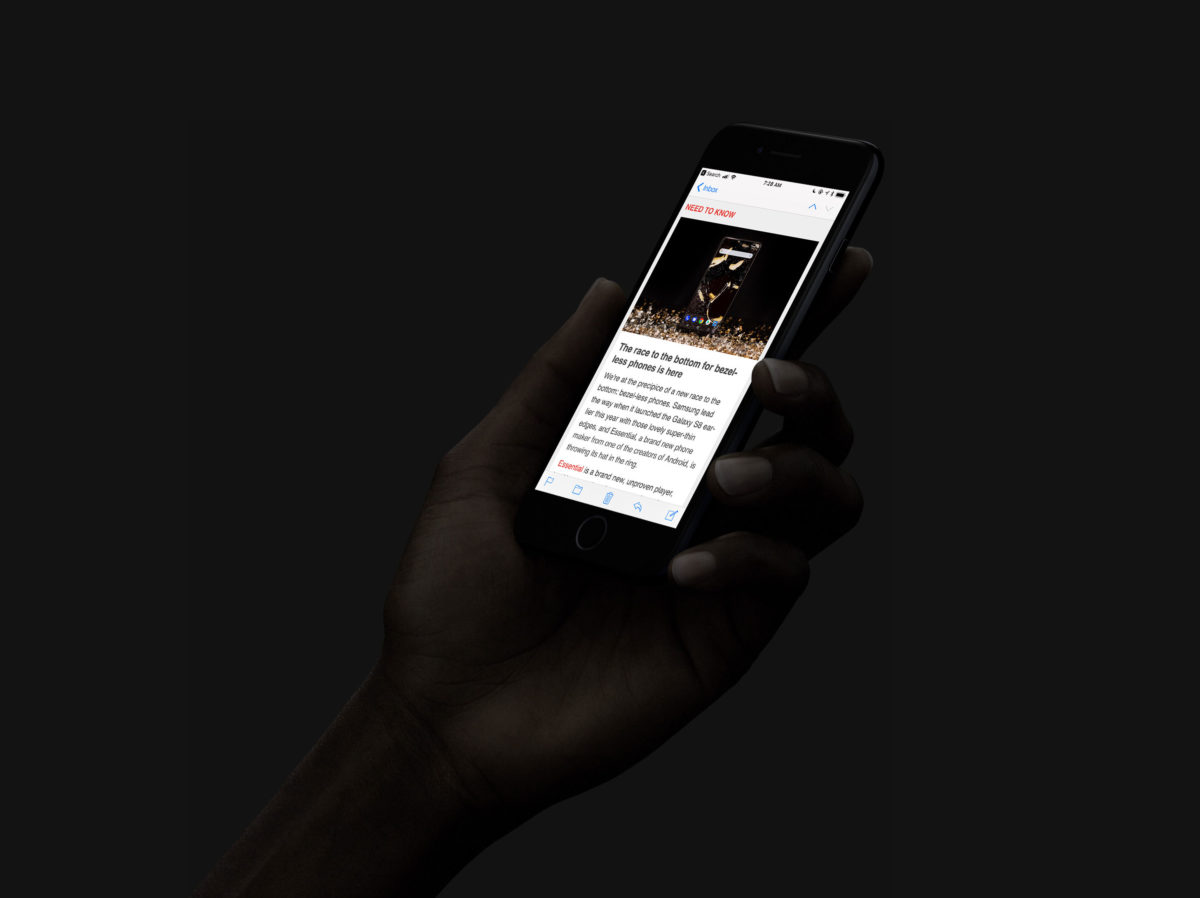 Search 7:28 AM
Inbox
NEED TO KNOW
The race to the bottom for bezel-
less phones is here
We're at the precipice of a new race to the
bottom: bezel-less phones. Samsung lead
the way when it launched the Galaxy S8 ear-
lier this year with those lovely super-thin
edges, and Essential, a brand new phone
maker from one of the creators of Android, is
throwing its hat in the ring.
Essential is a brand new, unproven player,